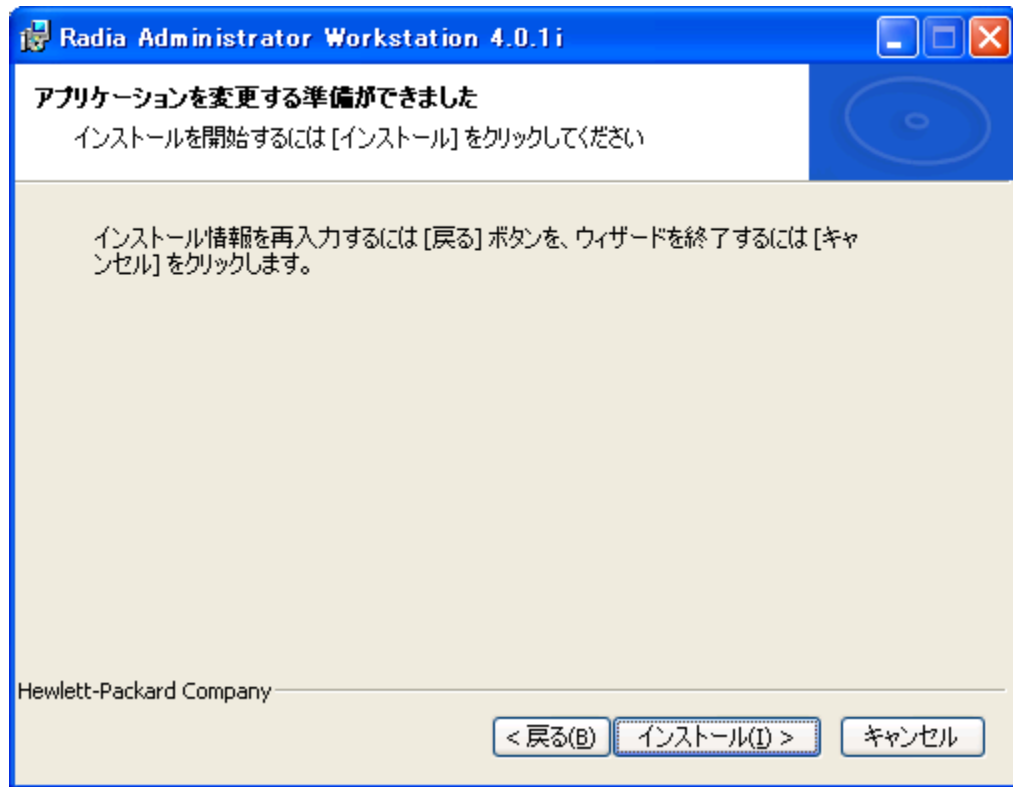 Radia Administrator Workstation 4.0.1i
アプリケーションを変更する準備ができました
インストールを開始するには [インストール] をクリックしてください
インストール情報を再入力するには [戻る] ボタンを、ウィザードを終了するには [キャ
ンセル] をクリックします。
Hewlett-Packard Company
< 戻る(B) インストール(I) > キャンセル